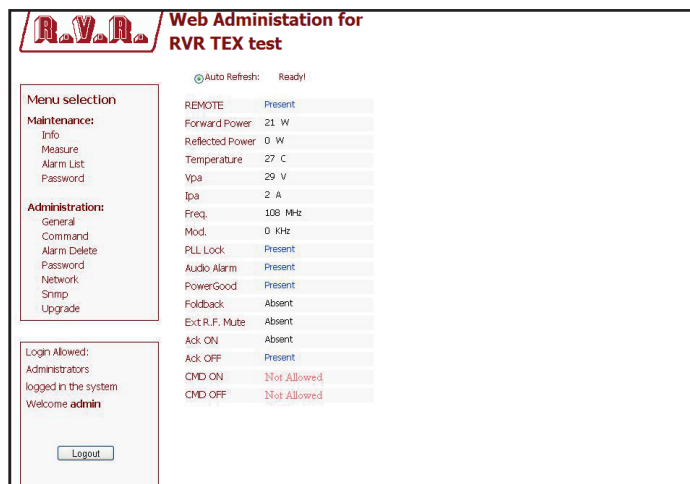 R.V.R.
Web Administation for
RVR TEX test
Auto Refresh: Ready!
Menu selection
Maintenance:
Info
Measure
Alarm List
Password
Administration:
General
Command
Alarm Delete
Password
Network
Snmp
Upgrade
Login Allowed:
Administrators
logged in the system
Welcome admin
Logout
REMOTE Present
Forward Power 21 W
Reflected Power 0 W
Temperature 27 C
Vpa 29 V
Ipa 2 A
Freq. 108 MHz
Mod. 0 KHz
PLL Lock Present
Audio Alarm Present
PowerGood Present
Foldback Absent
Ext R.F. Mute Absent
Ack ON Absent
Ack OFF Present
CMD ON Not Allowed
CMD OFF Not Allowed